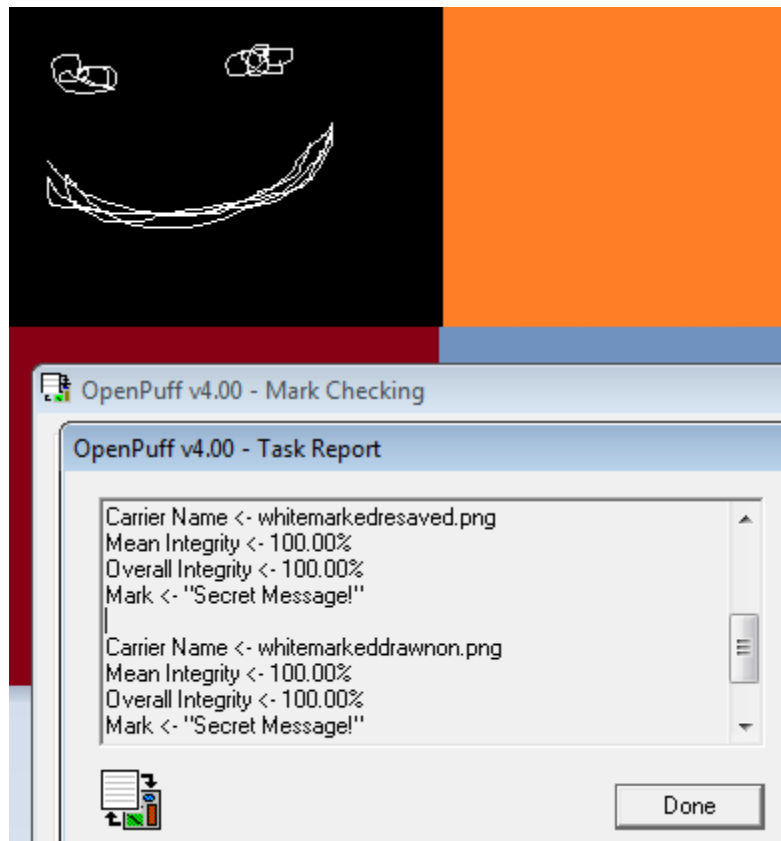 OpenPuff v4.00 - Mark Checking
OpenPuff v4.00 - Task Report
Carrier Name <- whitemarkedresaved.png
Mean Integrity <- 100.00%
Overall Integrity <- 100.00%
Mark <- "Secret Message!"
Carrier Name <- whitemarkeddrawnon.png
Mean Integrity <- 100.00%
Overall Integrity <- 100.00%
Mark <- "Secret Message!"
Done